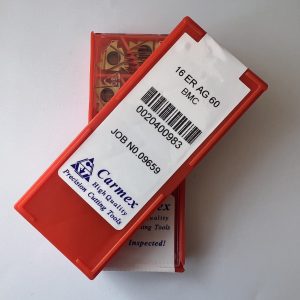 16 ER AG 60
BMC
0020400983
JOB NO.09659
Carmex
High Quality
Precision Cutting Tools
Inspected!